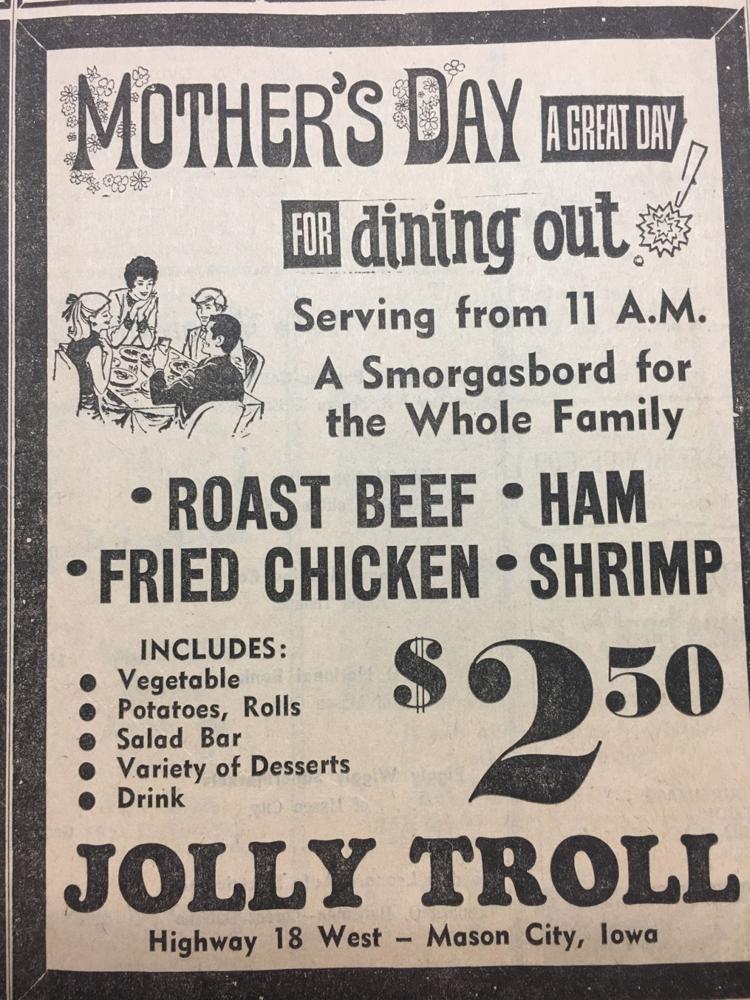 MOTHER'S DAY A GREAT DAY
FOR dining out!
Serving from 11 A.M.
A Smorgasbord for
the Whole Family
• ROAST BEEF • HAM
• FRIED CHICKEN • SHRIMP
INCLUDES:
• Vegetable
• Potatoes, Rolls
• Salad Bar
• Variety of Desserts
• Drink
$2.50
JOLLY TROLL
Highway 18 West – Mason City, Iowa